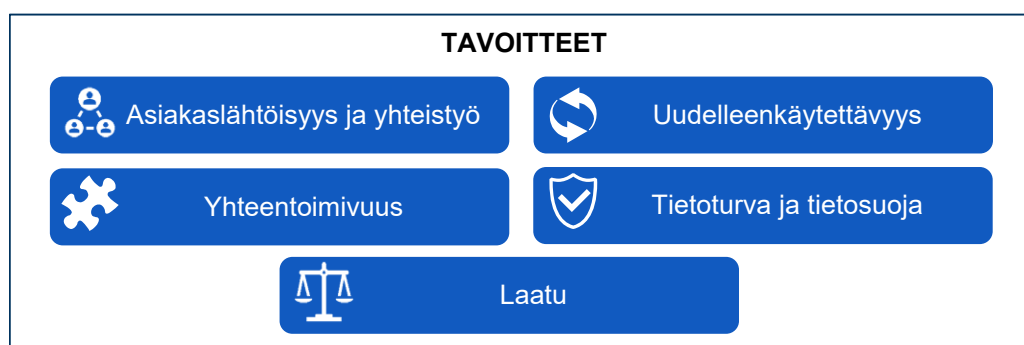 TAVOITTEET
Asiakaslähtöisyys ja yhteistyö
Uudelleenkäytettävyys
Yhteentoimivuus
Tietoturva ja tietosuoja
Laatu